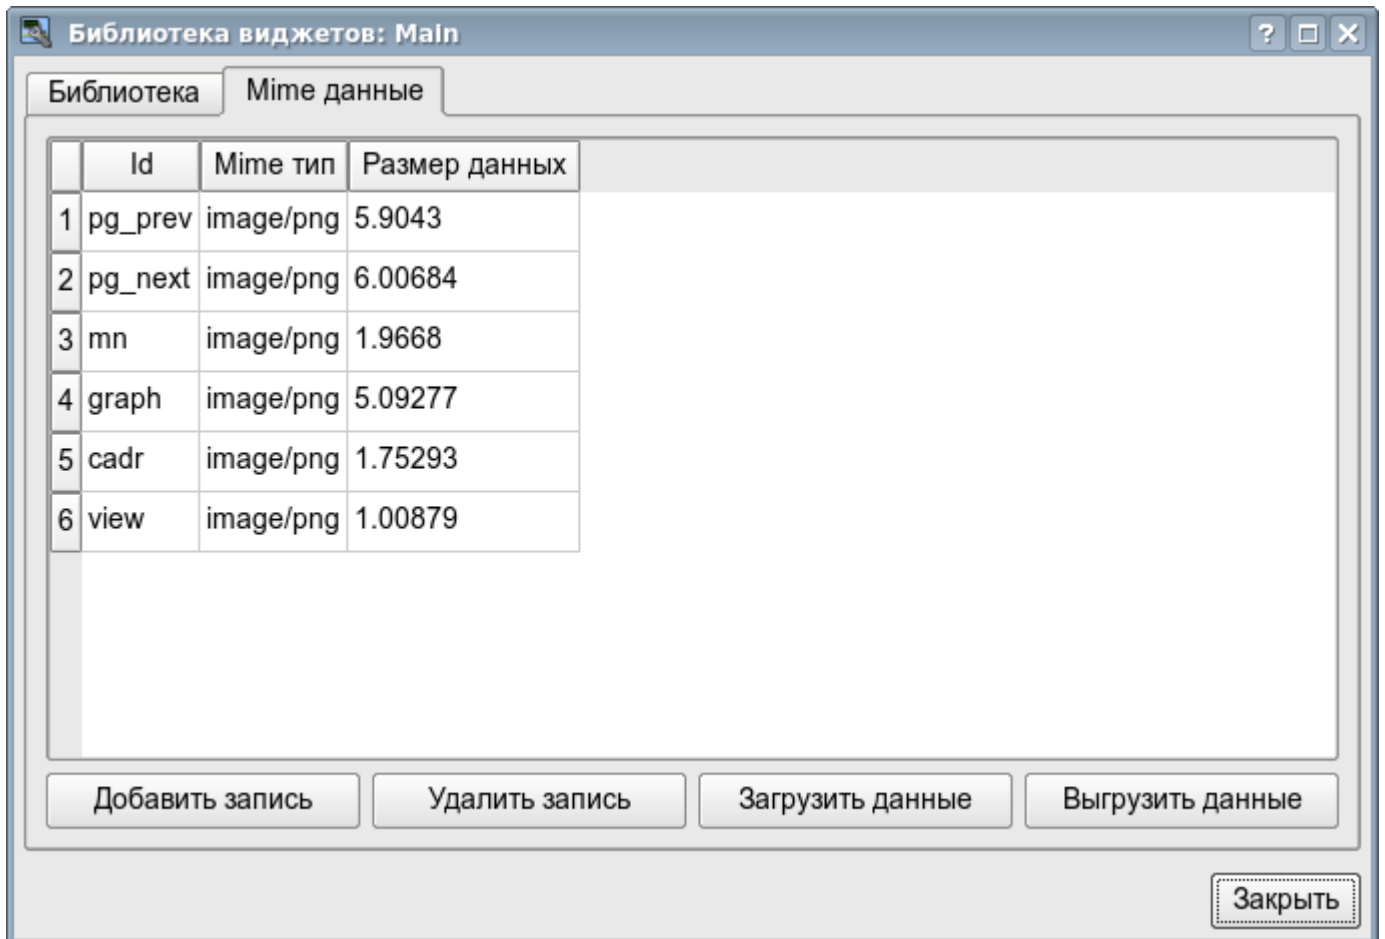 Библиотека виджетов: Main
Библиотека Mime данные
Id Mime тип Размер данных
1 pg_prev image/png 5.9043
2 pg_next image/png 6.00684
3 mn image/png 1.9668
4 graph image/png 5.09277
5 cadr image/png 1.75293
6 view image/png 1.00879
Добавить запись Удалить запись Загрузить данные Выгрузить данные
Закрыть